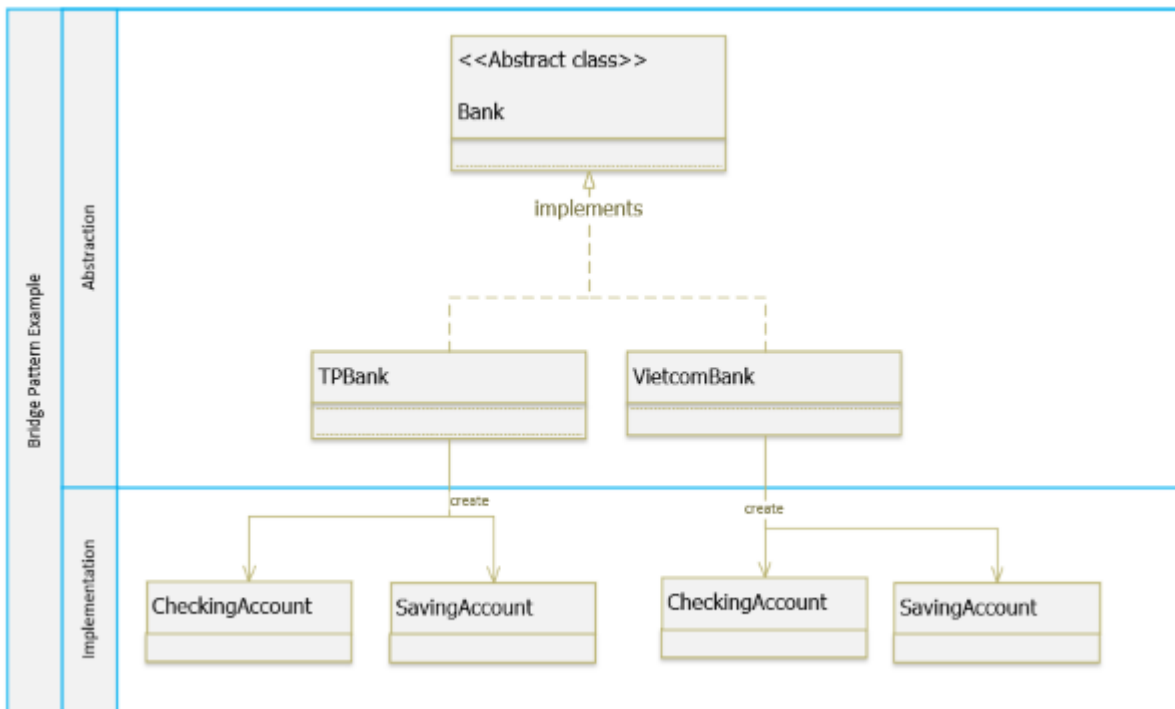 Bridge Pattern Example
Abstraction
<<Abstract class>>
Bank
implements
TPBank
VietcomBank
Implementation
create
create
CheckingAccount
SavingAccount
CheckingAccount
SavingAccount